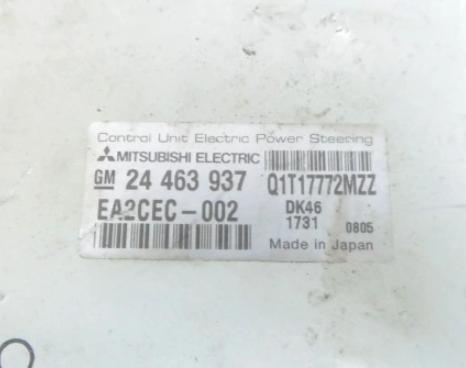 Control Unit Electric Power Steering
MITSUBISHI ELECTRIC
GM 24 463 937 Q1T17772MZZ
EA2CEC-002 DK46
1731 0805
Made in Japan